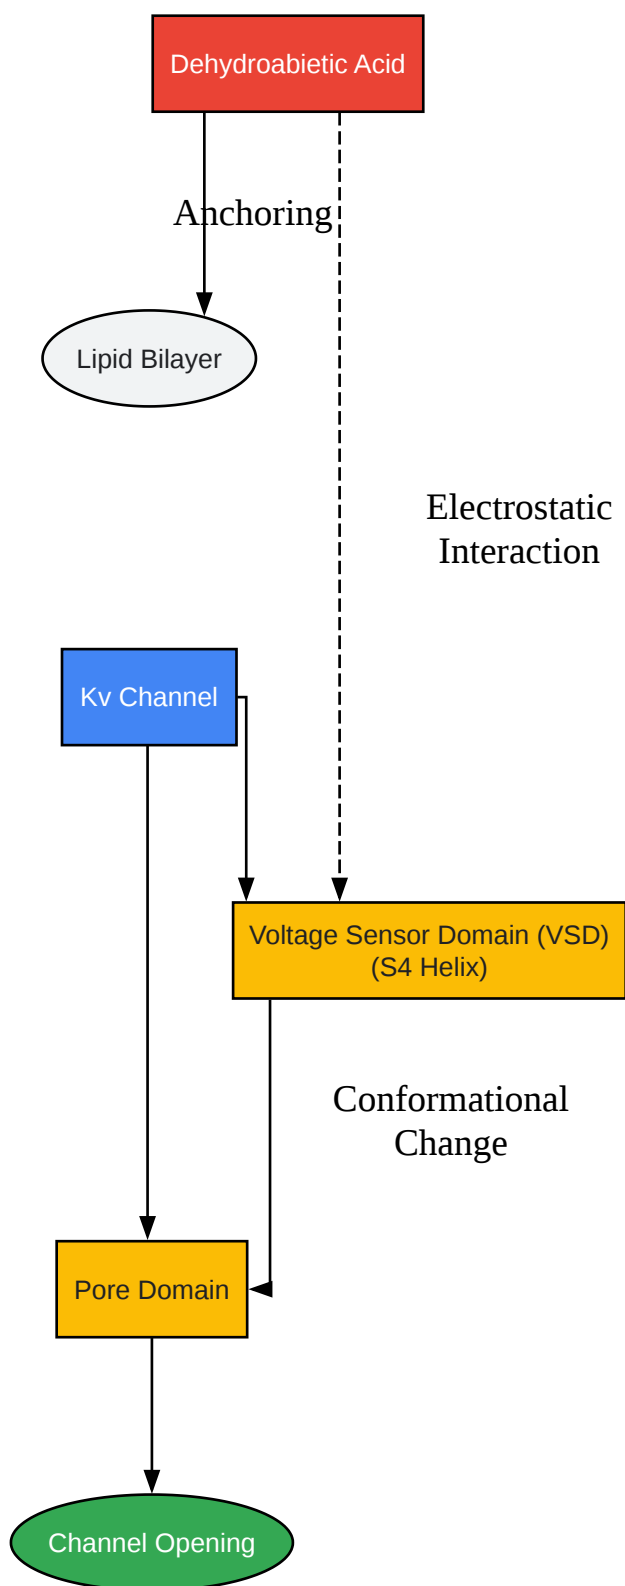 Dehydroabietic Acid
Anchoring
Lipid Bilayer
Electrostatic
Interaction
Kv Channel
Voltage Sensor Domain (VSD)
(S4 Helix)
Conformational
Change
Pore Domain
Channel Opening